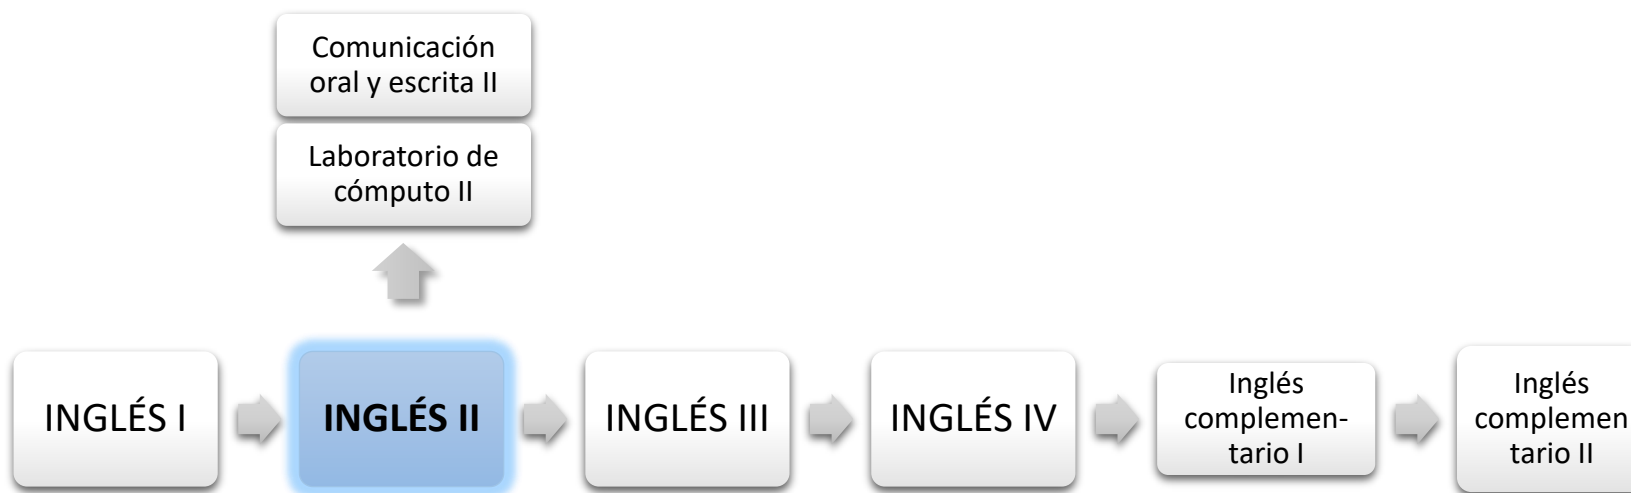 Comunicación
oral y escrita II
Laboratorio de
cómputo II
INGLÉS I
INGLÉS II
INGLÉS III
INGLÉS IV
Inglés
complemen-
tario I
Inglés
complemen
tario II